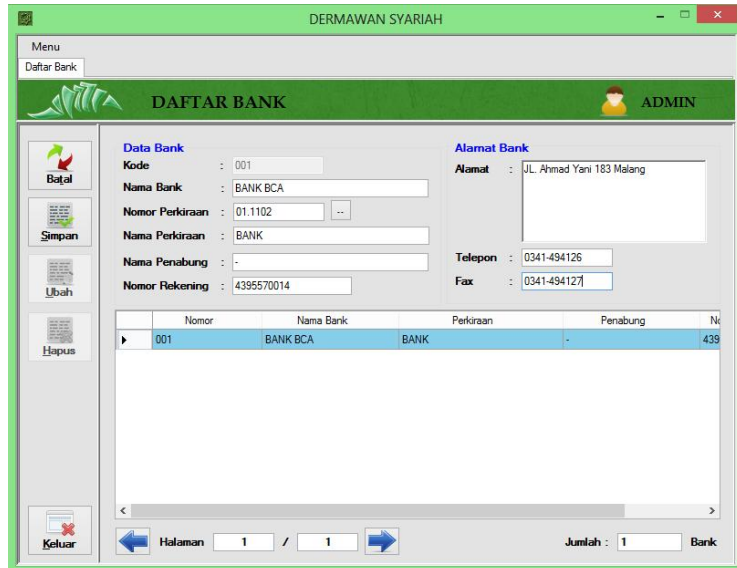 DERMAWAN SYARIAH
Menu
Daftar Bank
DAFTAR BANK
ADMIN
Batal
Simpan
Ubah
Hapus
Keluar
Data Bank
Kode : 001
Nama Bank : BANK BCA
Nomor Perkiraan : 01.1102 --
Nama Perkiraan : BANK
Nama Penabung : -
Nomor Rekening : 4395570014
Alamat Bank
Alamat : JL. Ahmad Yani 183 Malang
Telepon : 0341-494126
Fax : 0341-494127
Nomor Nama Bank Perkiraan Penabung No
001 BANK BCA BANK - 439
Halaman 1 / 1
Jumlah : 1 Bank